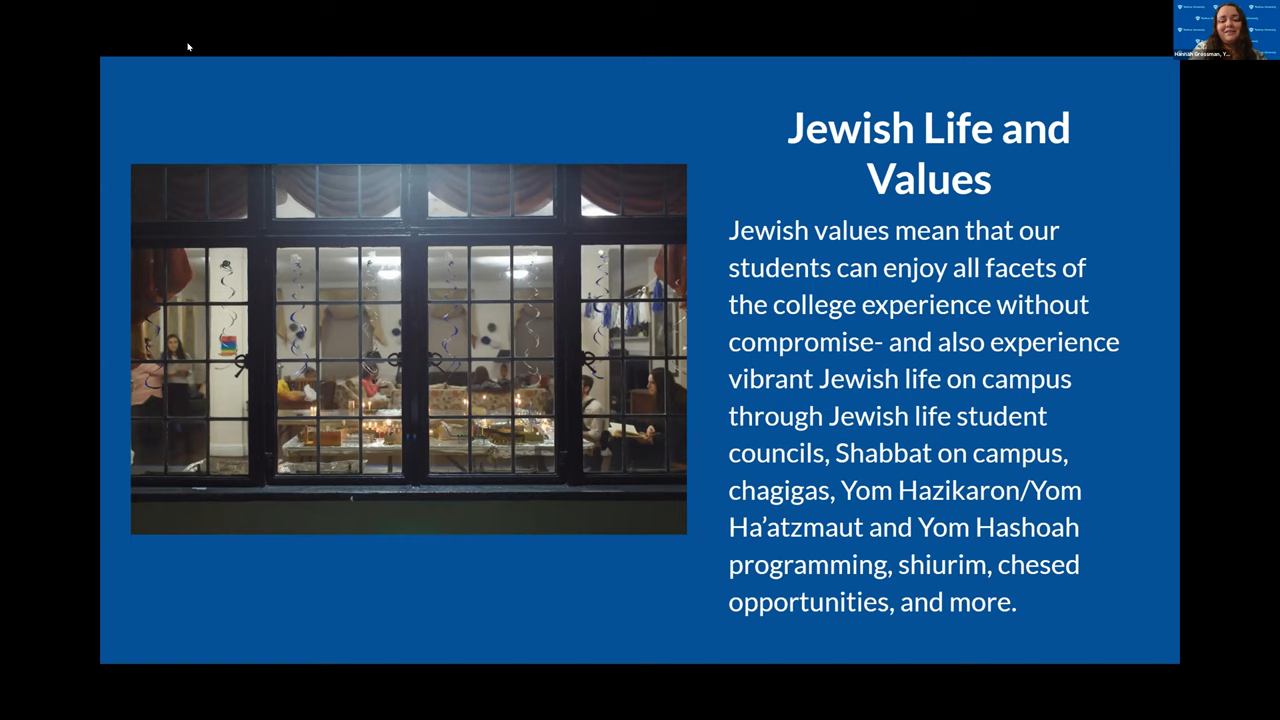 Jewish Life and
Values
Jewish values mean that our
students can enjoy all facets of
the college experience without
compromise- and also experience
vibrant Jewish life on campus
through Jewish life student
councils, Shabbat on campus,
chagigas, Yom Hazikaron/Yom
Ha’atzmaut and Yom Hashoah
programming, shiurim, chesed
opportunities, and more.
Hannah Grossman, Y...